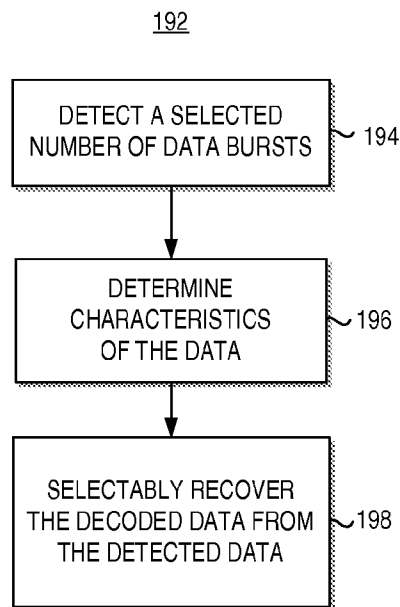 192
DETECT A SELECTED
NUMBER OF DATA BURSTS
194
DETERMINE
CHARACTERISTICS
OF THE DATA
196
SELECTABLY RECOVER
THE DECODED DATA FROM
THE DETECTED DATA
198